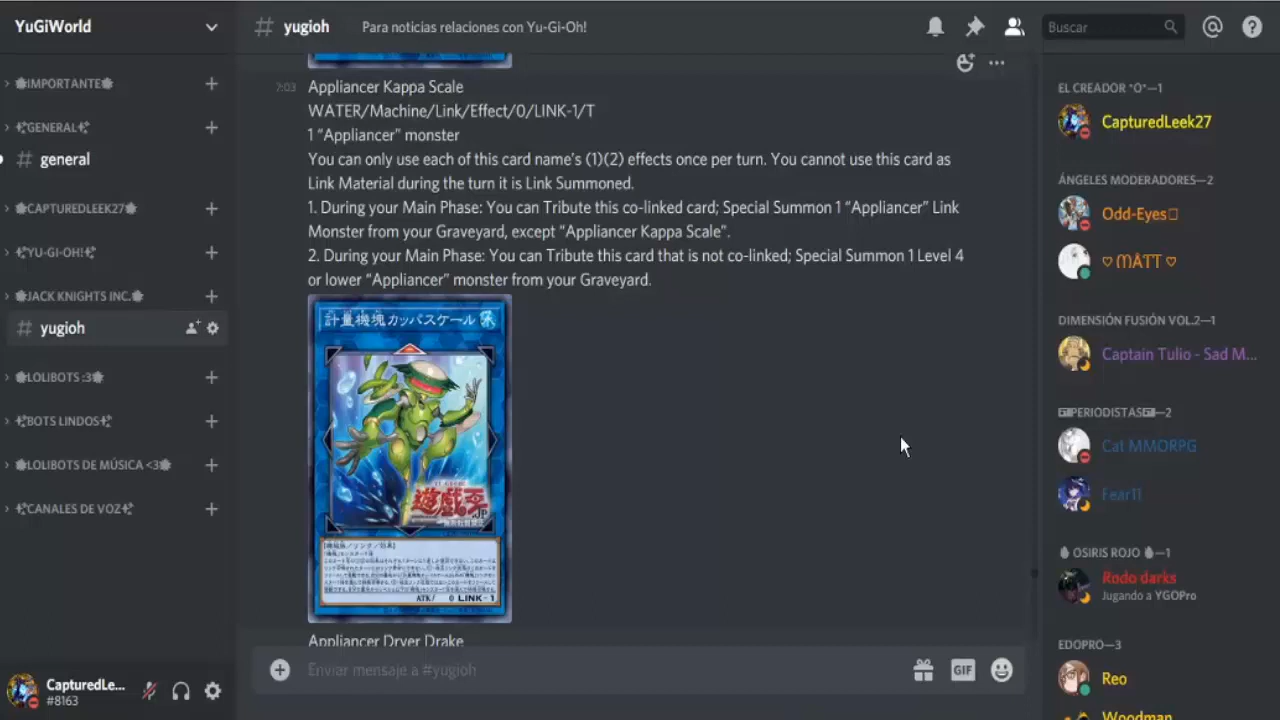 YuGiWorld
IMPORTANTE
GENERAL
# general
CAPTUREDLEEK27
YU-GI-OH!
JACK KNIGHTS INC.
# yugioh
LOLIBOTS :3
BOTS LINDOS
LOLIBOTS DE MÚSICA <3
CANALES DE VOZ
CapturedLe...
#8163
# yugioh
Para noticias relaciones con Yu-Gi-Oh!
Buscar
7:03
Appliancer Kappa Scale
WATER/Machine/Link/Effect/0/LINK-1/T
1 “Appliancer” monster
You can only use each of this card name’s (1)(2) effects once per turn. You cannot use this card as
Link Material during the turn it is Link Summoned.
1. During your Main Phase: You can Tribute this co-linked card; Special Summon 1 “Appliancer” Link
Monster from your Graveyard, except “Appliancer Kappa Scale”.
2. During your Main Phase: You can Tribute this card that is not co-linked; Special Summon 1 Level 4
or lower “Appliancer” monster from your Graveyard.
計量機塊カッパスケール 水
遊戯王
.JP
ATK/ 0 LINK-1
Appliancer Dryer Drake
Enviar mensaje a #yugioh
GIF
EL CREADOR *O*—1
CapturedLeek27
ÁNGELES MODERADORES—2
Odd-Eyes
♡ ᗰÅTT ♡
DIMENSIÓN FUSIÓN VOL.2—1
Captain Tulio - Sad M...
PERIODISTAS—2
Cat MMORPG
Fear11
OSIRIS ROJO—1
Rodo darks
Jugando a YGOPro
EDOPRO—3
Reo
Woodman